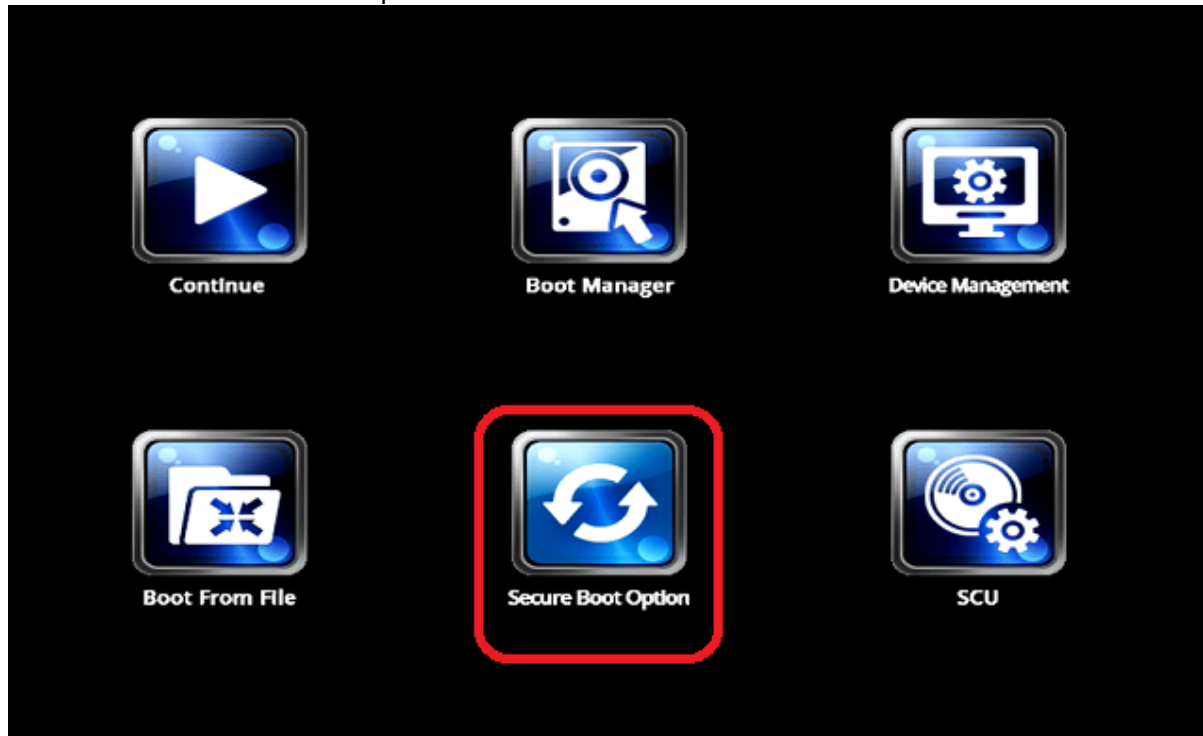 Continue
Boot Manager
Device Management
Boot From File
Secure Boot Option
SCU